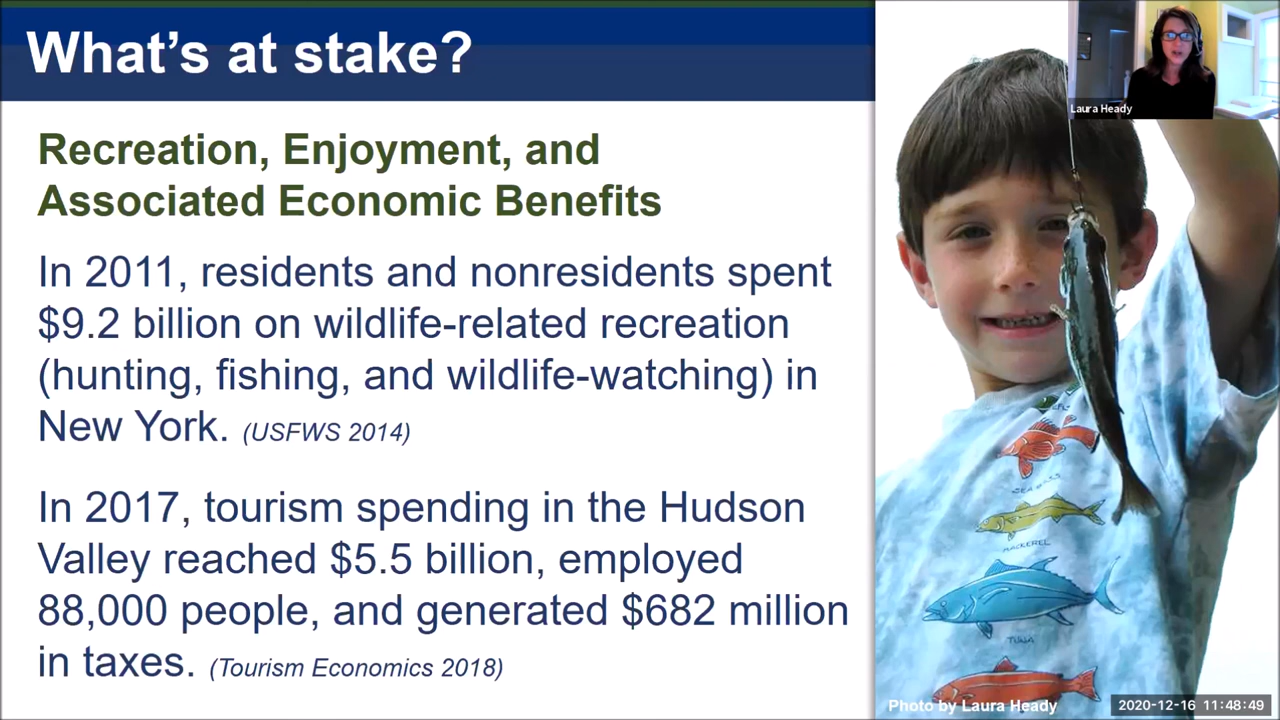 What's at stake?
Recreation, Enjoyment, and
Associated Economic Benefits
In 2011, residents and nonresidents spent
$9.2 billion on wildlife-related recreation
(hunting, fishing, and wildlife-watching) in
New York. (USFWS 2014)
In 2017, tourism spending in the Hudson
Valley reached $5.5 billion, employed
88,000 people, and generated $682 million
in taxes. (Tourism Economics 2018)
Laura Heady
SEA BASS
MACKEREL
TUNA
Photo by Laura Heady
2020-12-16 11:48:49